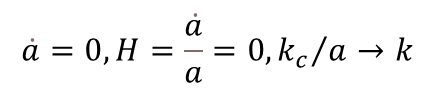 ȧ = 0, H = ȧ/a = 0, k_c/a → k